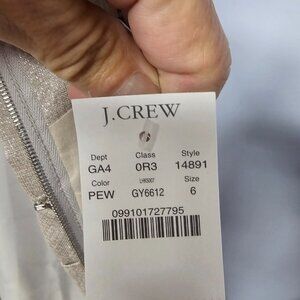 J.CREW
Dept Class Style
GA4 0R3 14891
Color Size
PEW GY6612 6
099101727795